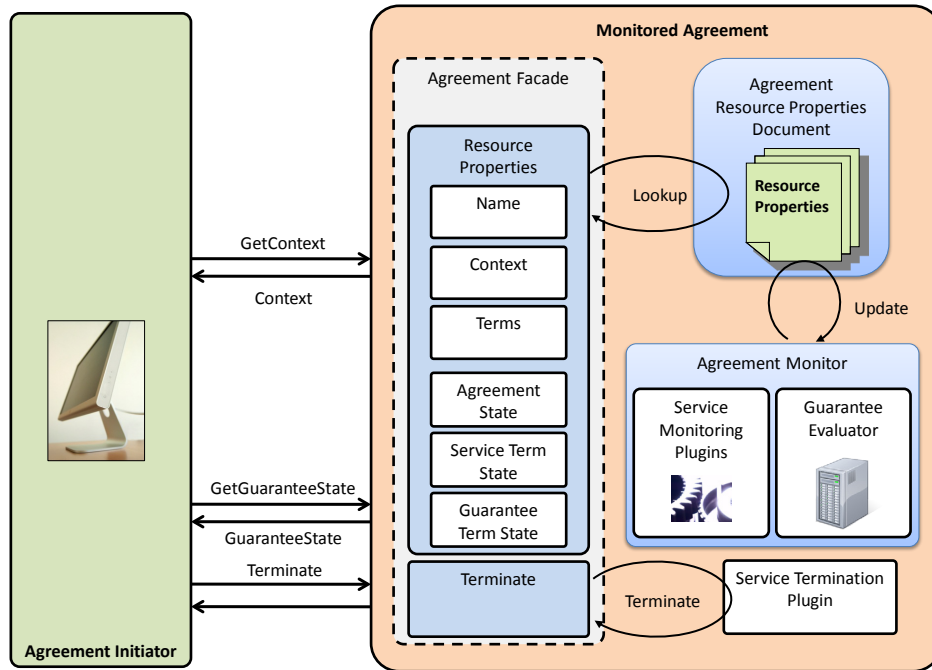 Monitored Agreement
Agreement Facade
Resource
Properties
Name
Context
Terms
Agreement
State
Service Term
State
Guarantee
Term State
Terminate
Agreement
Resource Properties
Document
Resource
Properties
Lookup
Update
Agreement Monitor
Service
Monitoring
Plugins
Guarantee
Evaluator
Service Termination
Plugin
Terminate
GetContext
Context
GetGuaranteeState
GuaranteeState
Terminate
Agreement Initiator